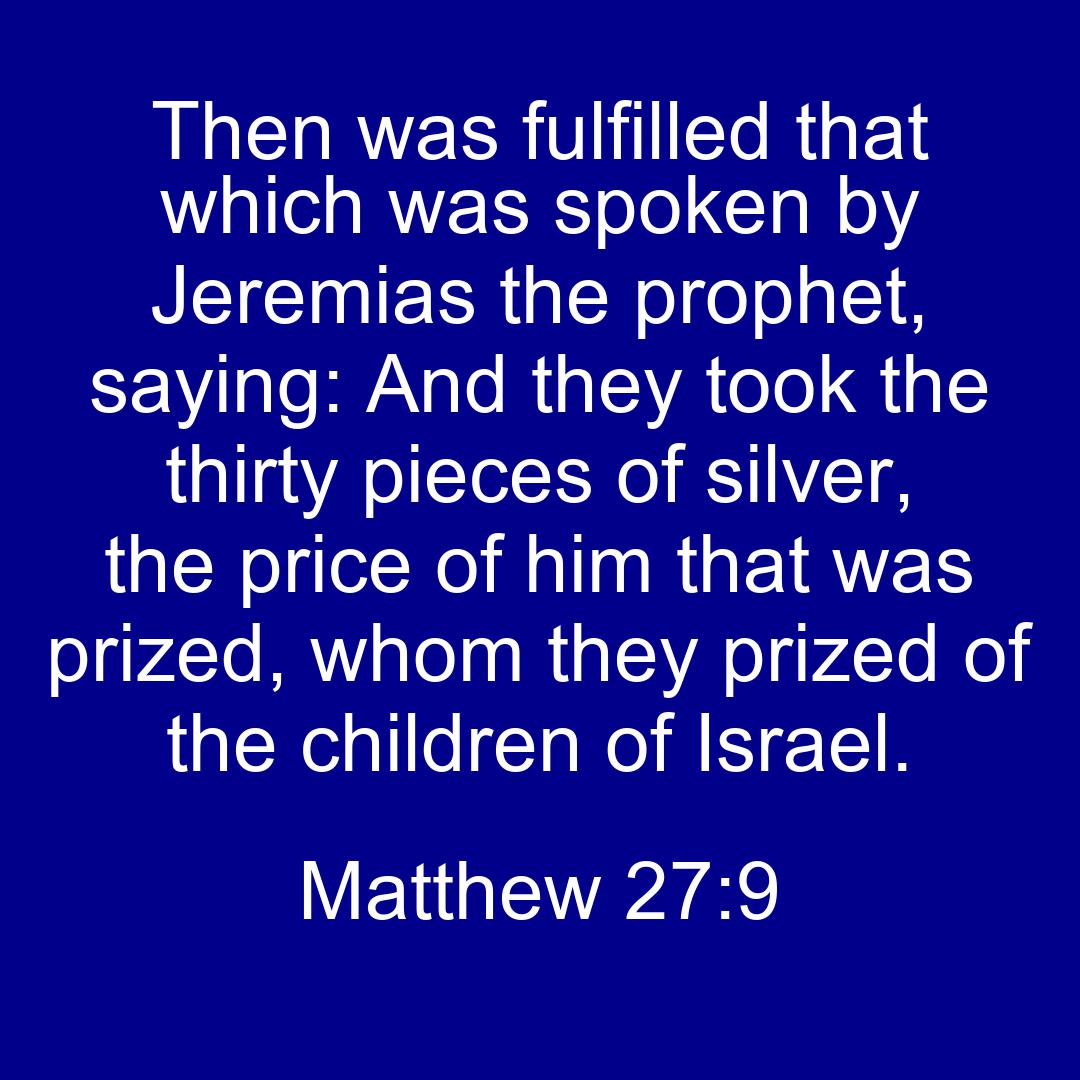 Then was fulfilled that
which was spoken by
Jeremias the prophet,
saying: And they took the
thirty pieces of silver,
the price of him that was
prized, whom they prized of
the children of Israel.
Matthew 27:9